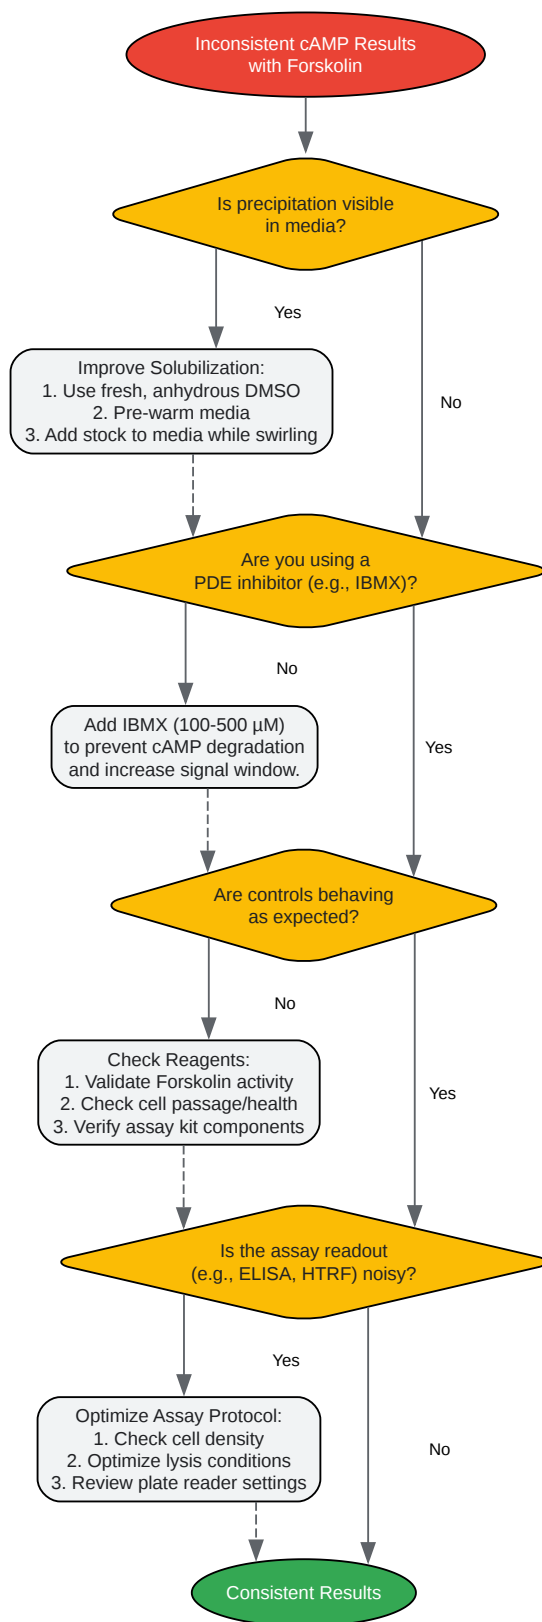 Inconsistent cAMP Results
with Forskolin
Is precipitation visible
in media?
Yes
Improve Solubilization:
1. Use fresh, anhydrous DMSO
2. Pre-warm media
3. Add stock to media while swirling
No
Are you using a
PDE inhibitor (e.g., IBMX)?
No
Add IBMX (100-500 µM)
to prevent cAMP degradation
and increase signal window.
Yes
Are controls behaving
as expected?
No
Check Reagents:
1. Validate Forskolin activity
2. Check cell passage/health
3. Verify assay kit components
Yes
Is the assay readout
(e.g., ELISA, HTRF) noisy?
Yes
Optimize Assay Protocol:
1. Check cell density
2. Optimize lysis conditions
3. Review plate reader settings
No
Consistent Results